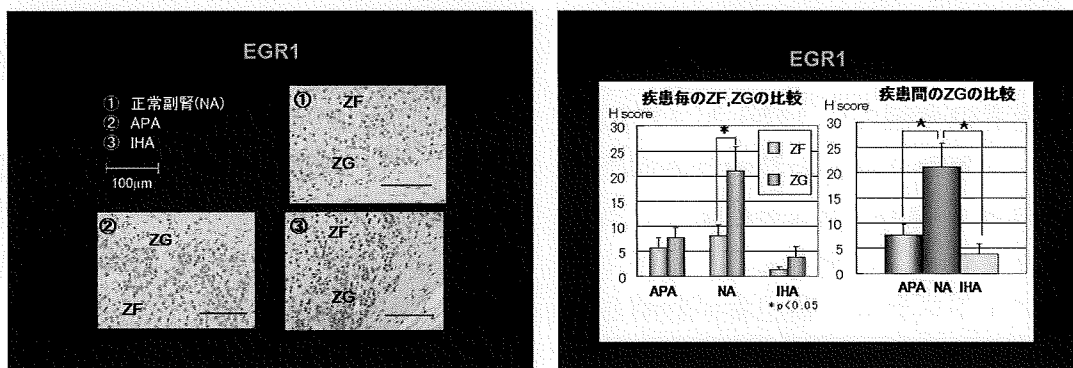 EGR1
① 正常副腎(NA)
② APA
③ IHA
100μm
①
ZF
ZG
②
ZG
ZF
③
ZF
ZG
EGR1
疾患毎のZF,ZGの比較
H score
30
25
20
15
10
5
0
*
ZF
ZG
APA NA IHA
*p<0.05
疾患間のZGの比較
H score
30
25
20
15
10
5
0
* *
APA NA IHA